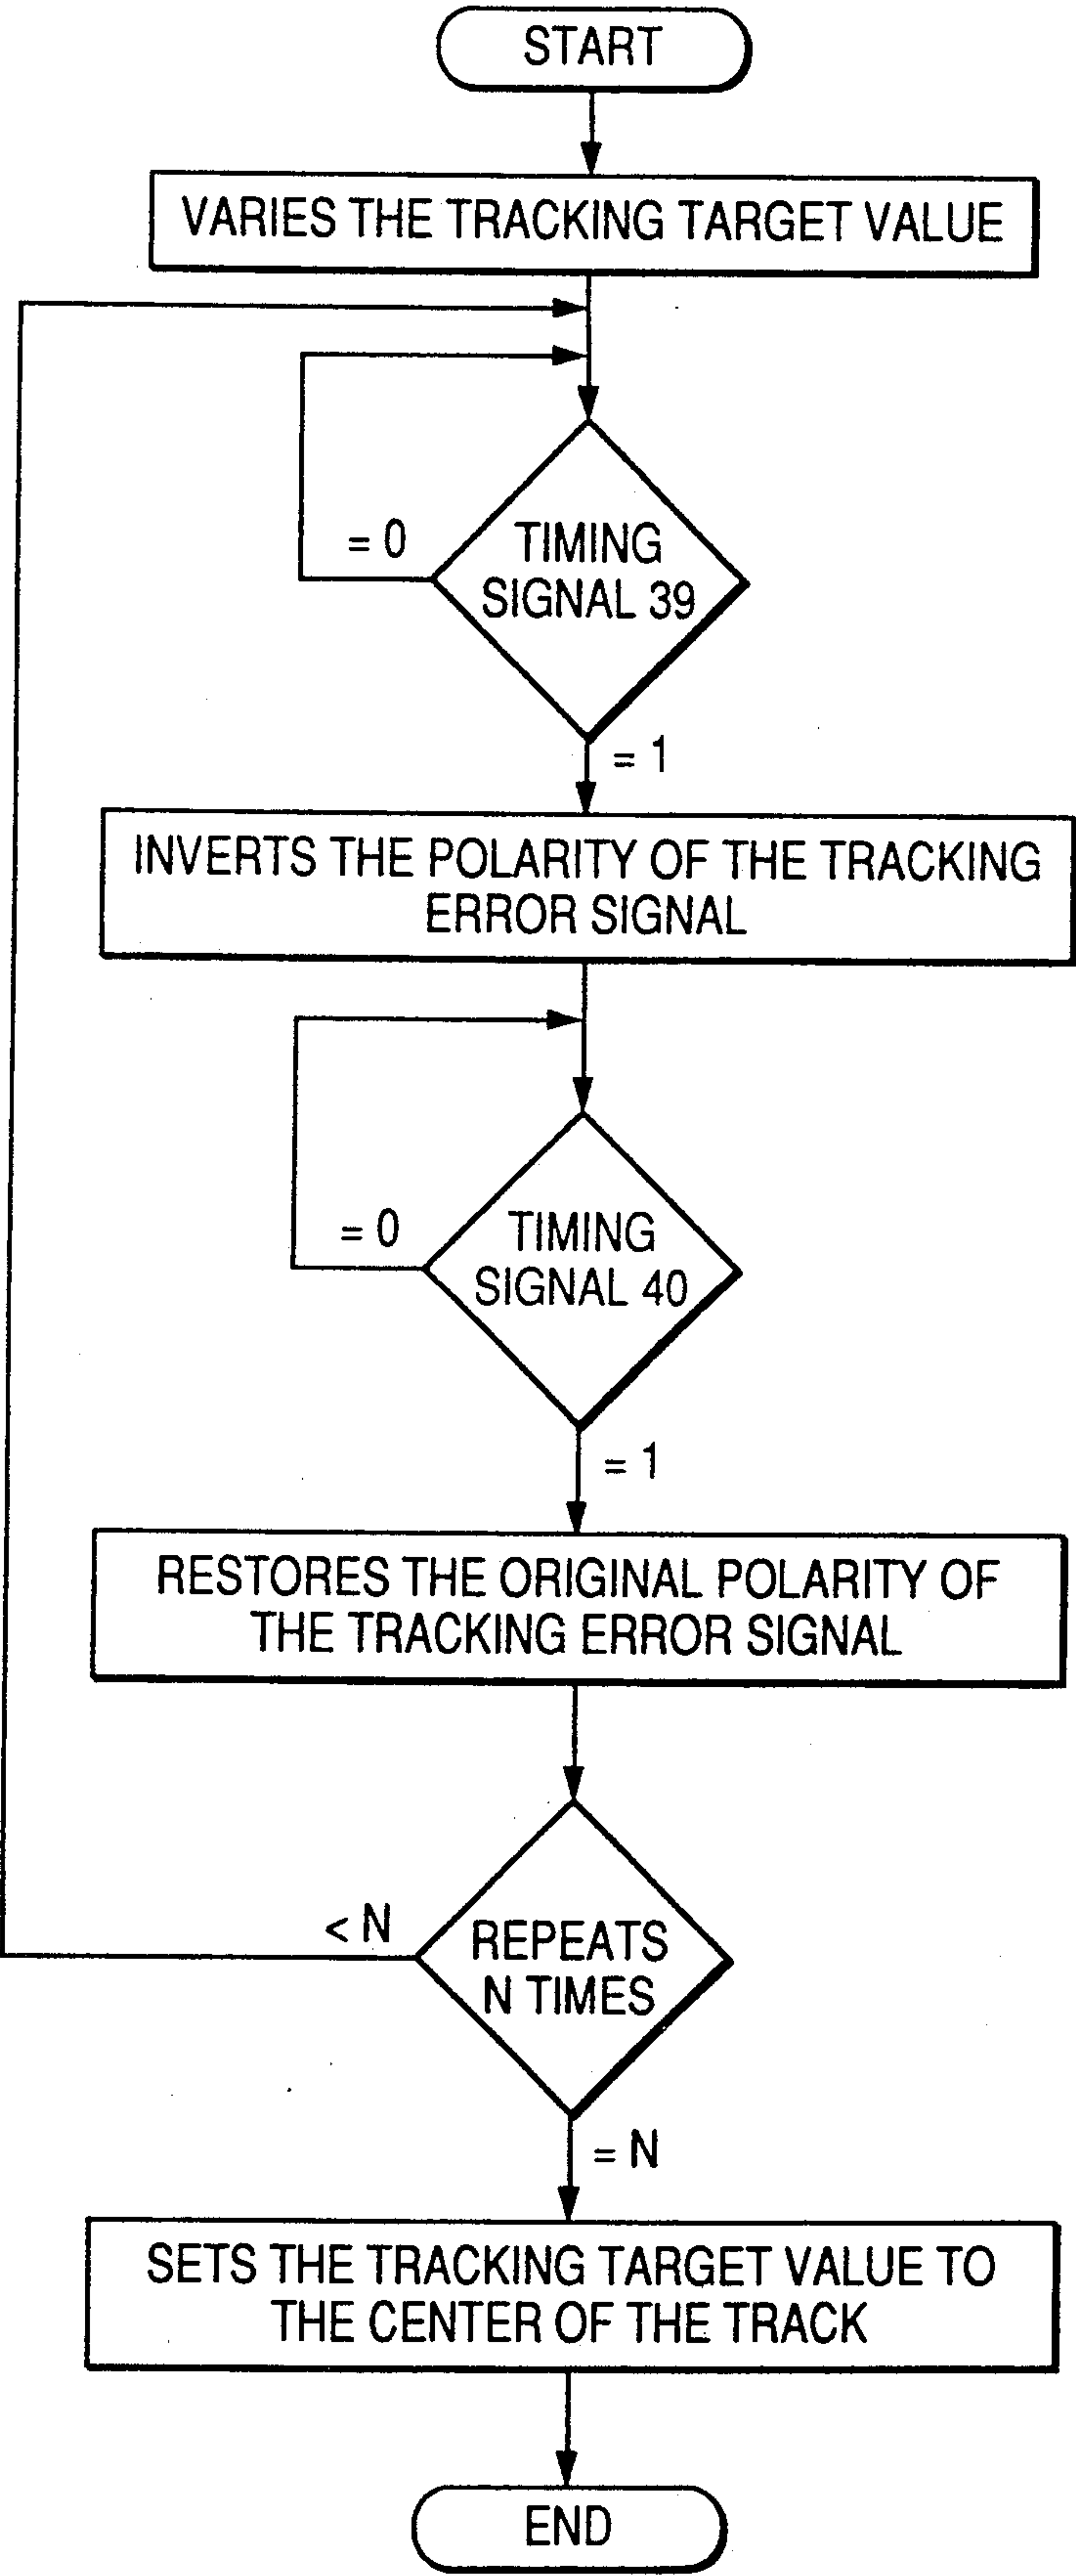 START
VARIES THE TRACKING TARGET VALUE
= 0
TIMING
SIGNAL 39
= 1
INVERTS THE POLARITY OF THE TRACKING
ERROR SIGNAL
= 0
TIMING
SIGNAL 40
= 1
RESTORES THE ORIGINAL POLARITY OF
THE TRACKING ERROR SIGNAL
< N
REPEATS
N TIMES
= N
SETS THE TRACKING TARGET VALUE TO
THE CENTER OF THE TRACK
END